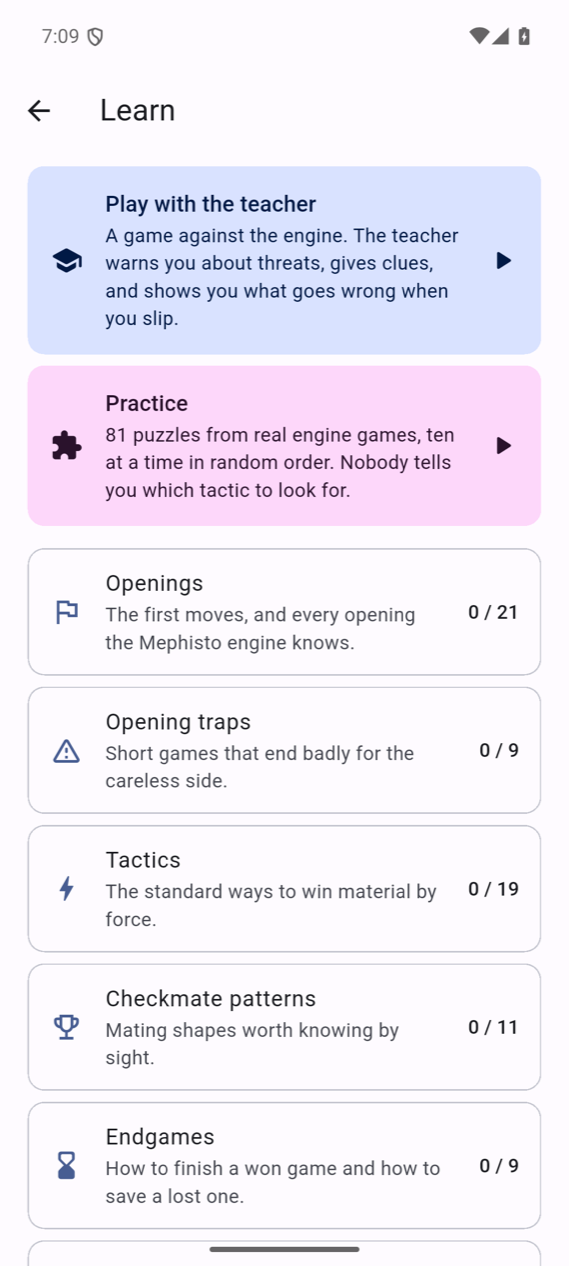 7:09
Learn
Play with the teacher
A game against the engine. The teacher
warns you about threats, gives clues,
and shows you what goes wrong when
you slip.
Practice
81 puzzles from real engine games, ten
at a time in random order. Nobody tells
you which tactic to look for.
Openings
The first moves, and every opening
the Mephisto engine knows.
0 / 21
Opening traps
Short games that end badly for the
careless side.
0 / 9
Tactics
The standard ways to win material by
force.
0 / 19
Checkmate patterns
Mating shapes worth knowing by
sight.
0 / 11
Endgames
How to finish a won game and how to
save a lost one.
0 / 9